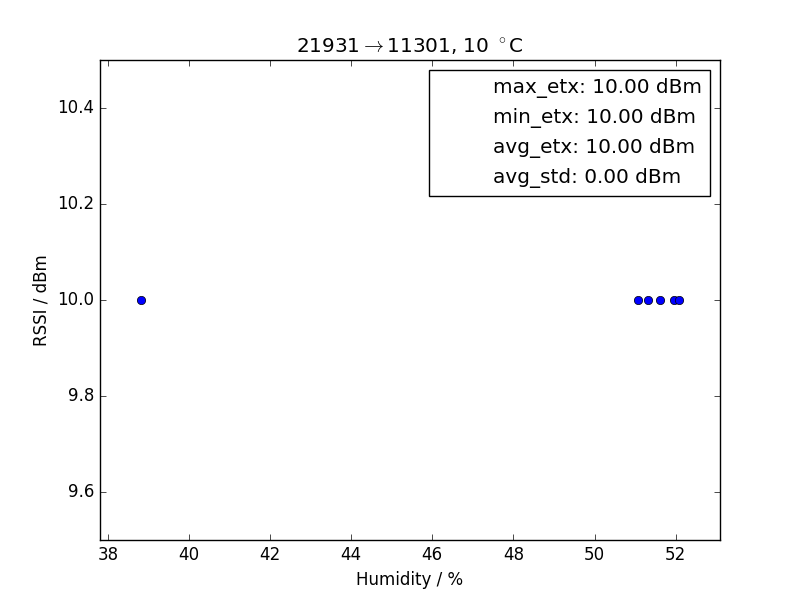 21931→11301, 10 °C
max_etx: 10.00 dBm
min_etx: 10.00 dBm
avg_etx: 10.00 dBm
avg_std: 0.00 dBm
RSSI / dBm
10.4
10.2
10.0
9.8
9.6
38 40 42 44 46 48 50 52
Humidity / %